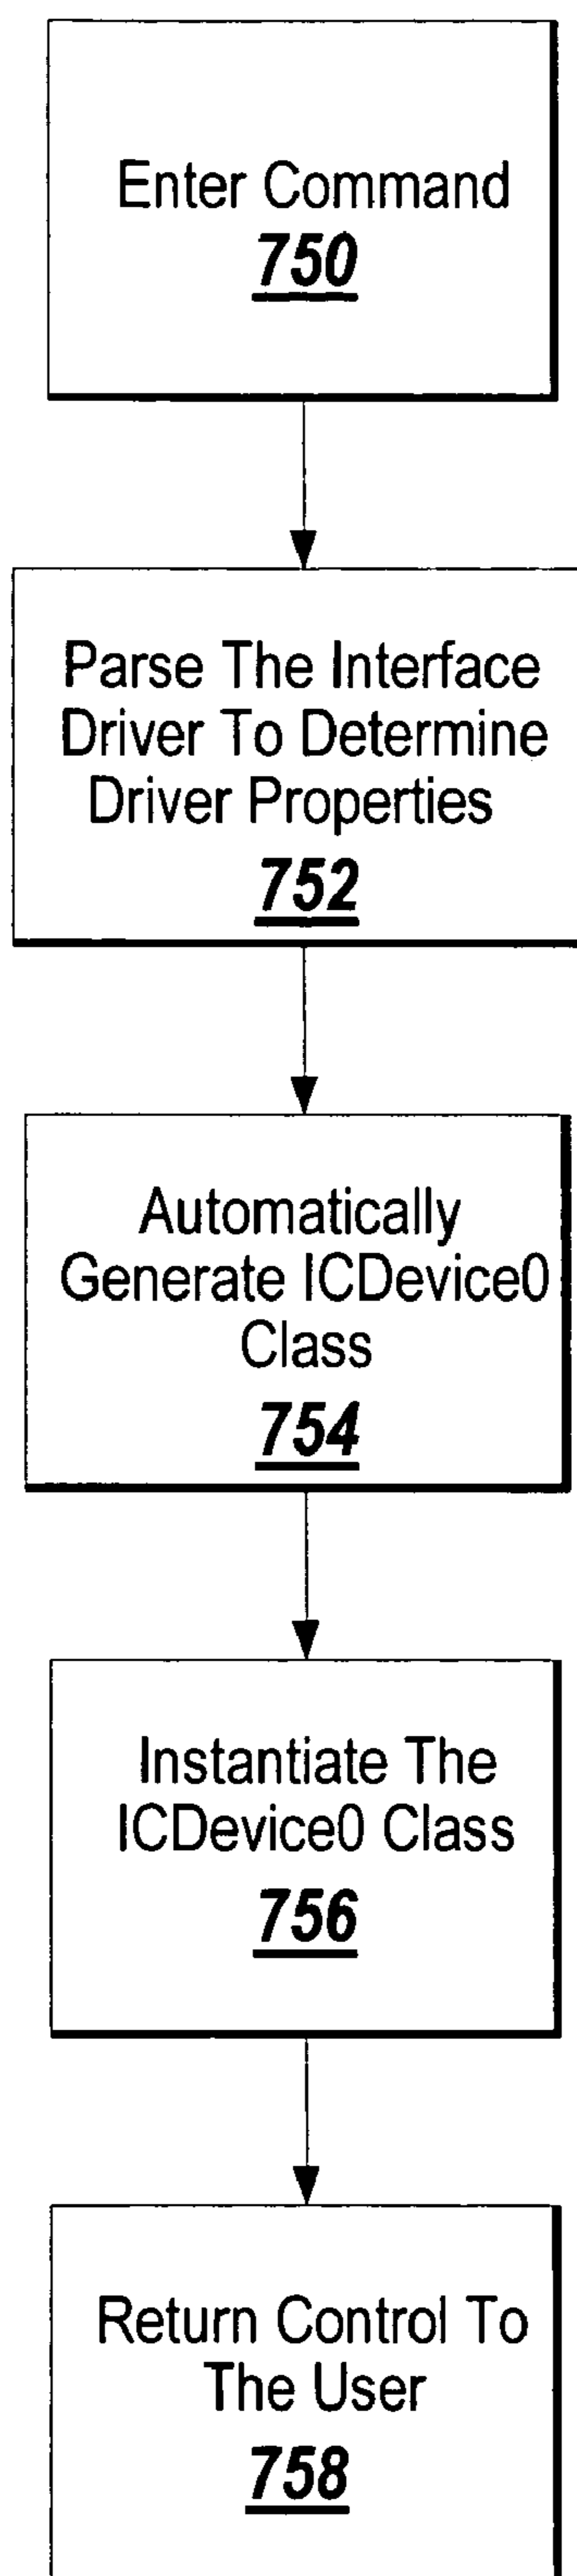 Enter Command
750
Parse The Interface
Driver To Determine
Driver Properties
752
Automatically
Generate ICDevice0
Class
754
Instantiate The
ICDevice0 Class
756
Return Control To
The User
758